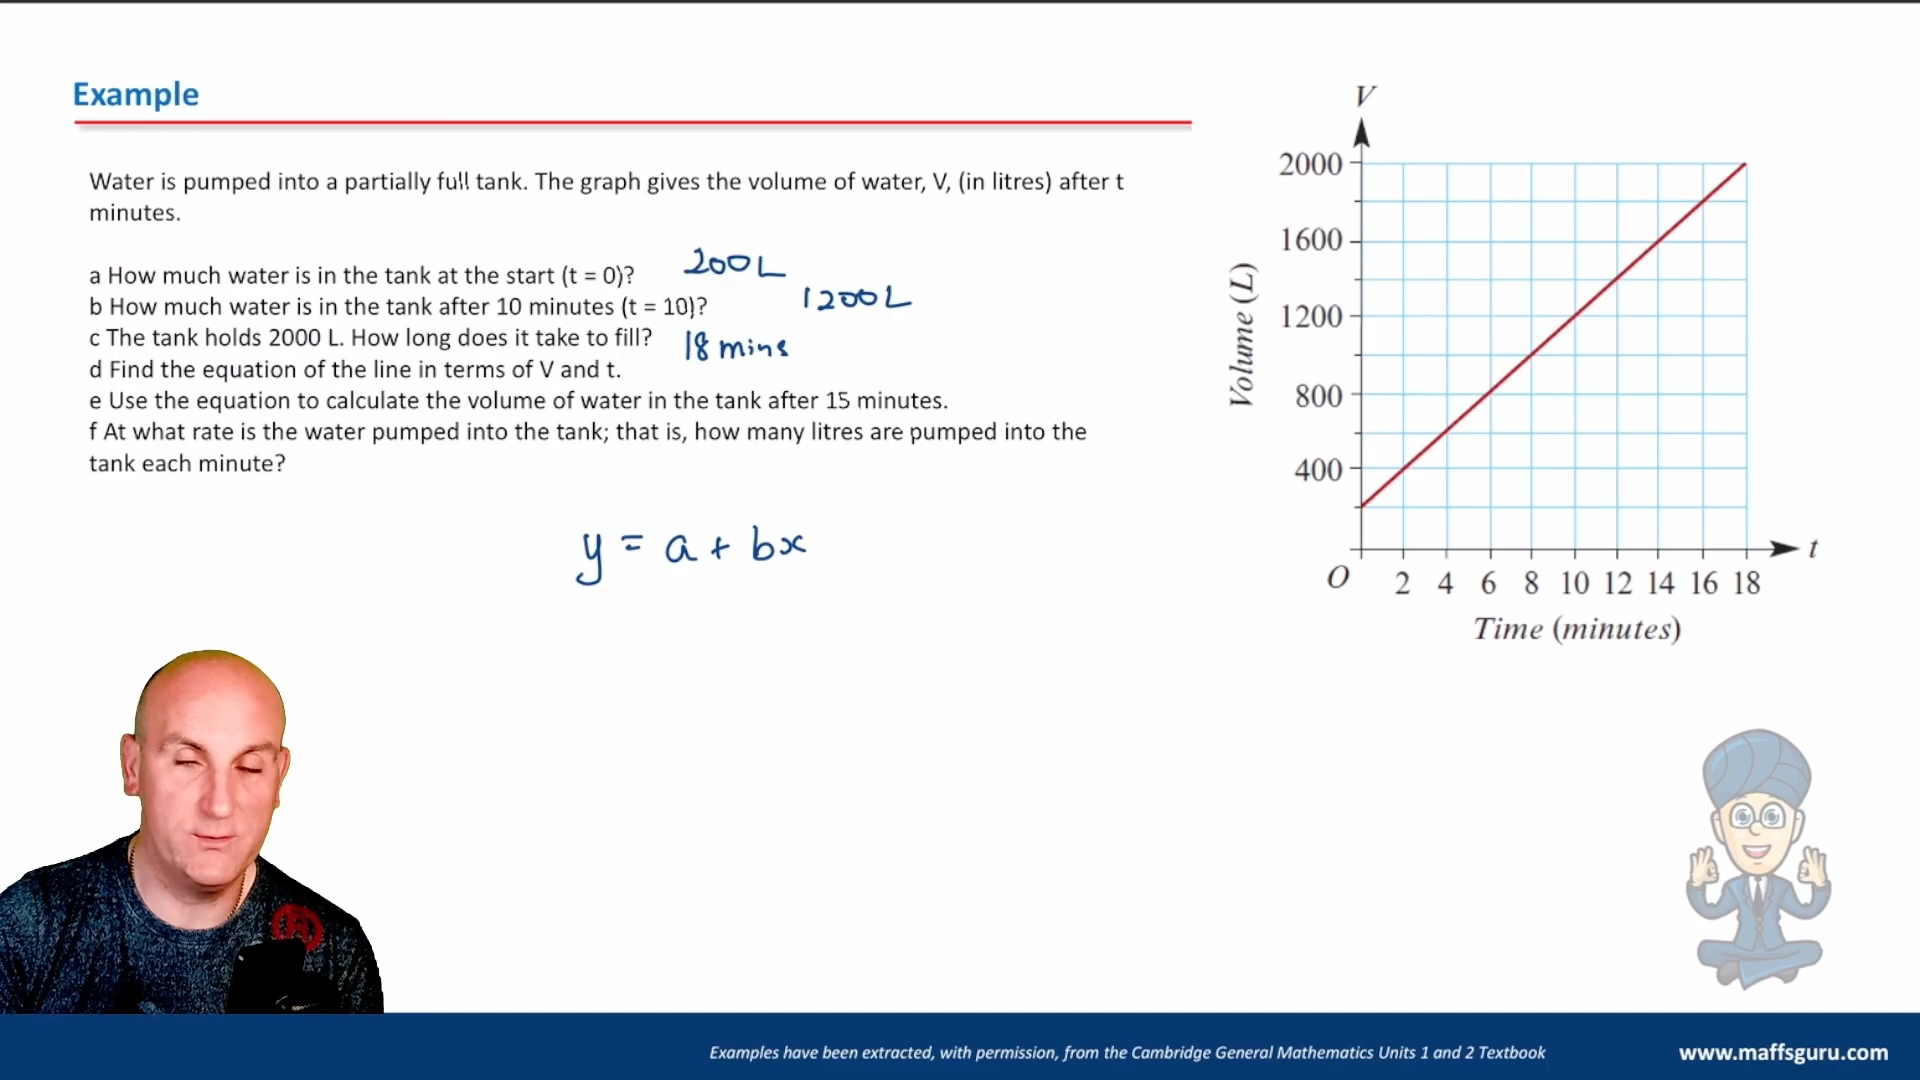 Example
Water is pumped into a partially full tank. The graph gives the volume of water, V, (in litres) after t
minutes.
a How much water is in the tank at the start (t = 0)?
200L
b How much water is in the tank after 10 minutes (t = 10)?
1200L
c The tank holds 2000 L. How long does it take to fill?
18 mins
d Find the equation of the line in terms of V and t.
e Use the equation to calculate the volume of water in the tank after 15 minutes.
f At what rate is the water pumped into the tank; that is, how many litres are pumped into the
tank each minute?
y = a + bx
V
2000
1600
1200
800
400
Volume (L)
O 2 4 6 8 10 12 14 16 18
t
Time (minutes)
Examples have been extracted, with permission, from the Cambridge General Mathematics Units 1 and 2 Textbook
www.maffsguru.com